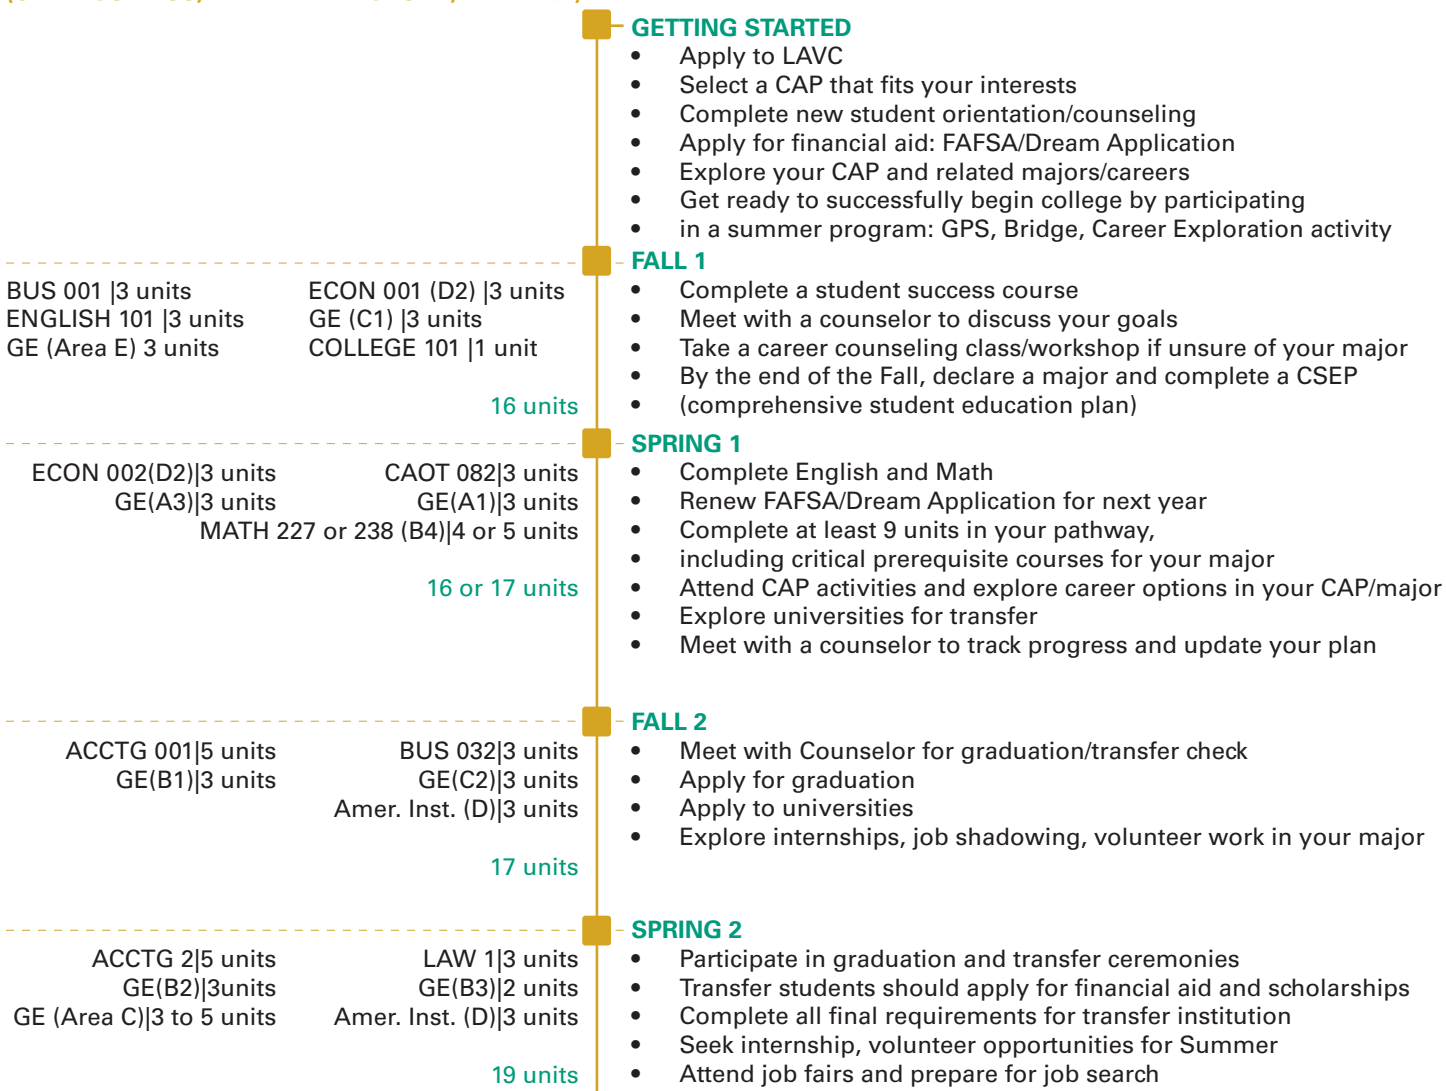 GETTING STARTED
• Apply to LAVC
• Select a CAP that fits your interests
• Complete new student orientation/counseling
• Apply for financial aid: FAFSA/Dream Application
• Explore your CAP and related majors/careers
• Get ready to successfully begin college by participating
• in a summer program: GPS, Bridge, Career Exploration activity
FALL 1
BUS 001 |3 units ECON 001 (D2) |3 units
ENGLISH 101 |3 units GE (C1) |3 units
GE (Area E) 3 units COLLEGE 101 |1 unit
16 units
• Complete a student success course
• Meet with a counselor to discuss your goals
• Take a career counseling class/workshop if unsure of your major
• By the end of the Fall, declare a major and complete a CSEP
• (comprehensive student education plan)
SPRING 1
ECON 002(D2)|3 units CAOT 082|3 units
GE(A3)|3 units GE(A1)|3 units
MATH 227 or 238 (B4)|4 or 5 units
16 or 17 units
• Complete English and Math
• Renew FAFSA/Dream Application for next year
• Complete at least 9 units in your pathway,
• including critical prerequisite courses for your major
• Attend CAP activities and explore career options in your CAP/major
• Explore universities for transfer
• Meet with a counselor to track progress and update your plan
FALL 2
ACCTG 001|5 units BUS 032|3 units
GE(B1)|3 units GE(C2)|3 units
Amer. Inst. (D)|3 units
17 units
• Meet with Counselor for graduation/transfer check
• Apply for graduation
• Apply to universities
• Explore internships, job shadowing, volunteer work in your major
SPRING 2
ACCTG 2|5 units LAW 1|3 units
GE(B2)|3units GE(B3)|2 units
GE (Area C)|3 to 5 units Amer. Inst. (D)|3 units
19 units
• Participate in graduation and transfer ceremonies
• Transfer students should apply for financial aid and scholarships
• Complete all final requirements for transfer institution
• Seek internship, volunteer opportunities for Summer
• Attend job fairs and prepare for job search